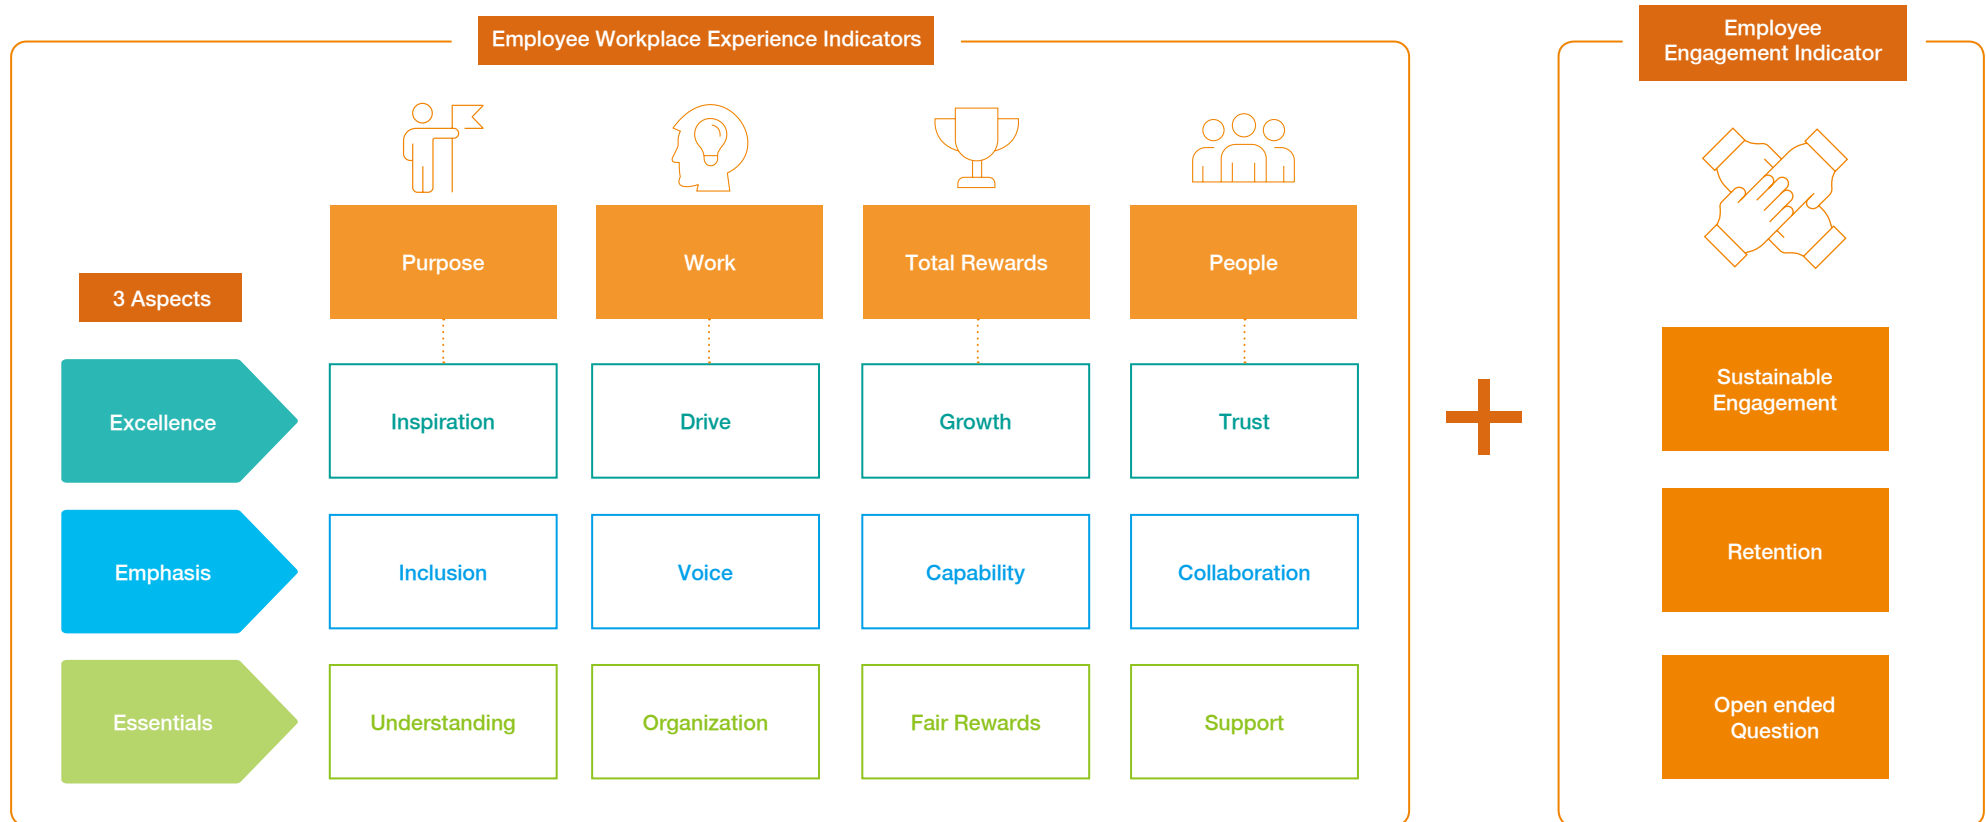 Employee Workplace Experience Indicators
Employee
Engagement Indicator
Purpose
Work
Total Rewards
People
3 Aspects
Excellence
Inspiration
Drive
Growth
Trust
Emphasis
Inclusion
Voice
Capability
Collaboration
Essentials
Understanding
Organization
Fair Rewards
Support
Sustainable
Engagement
Retention
Open ended
Question